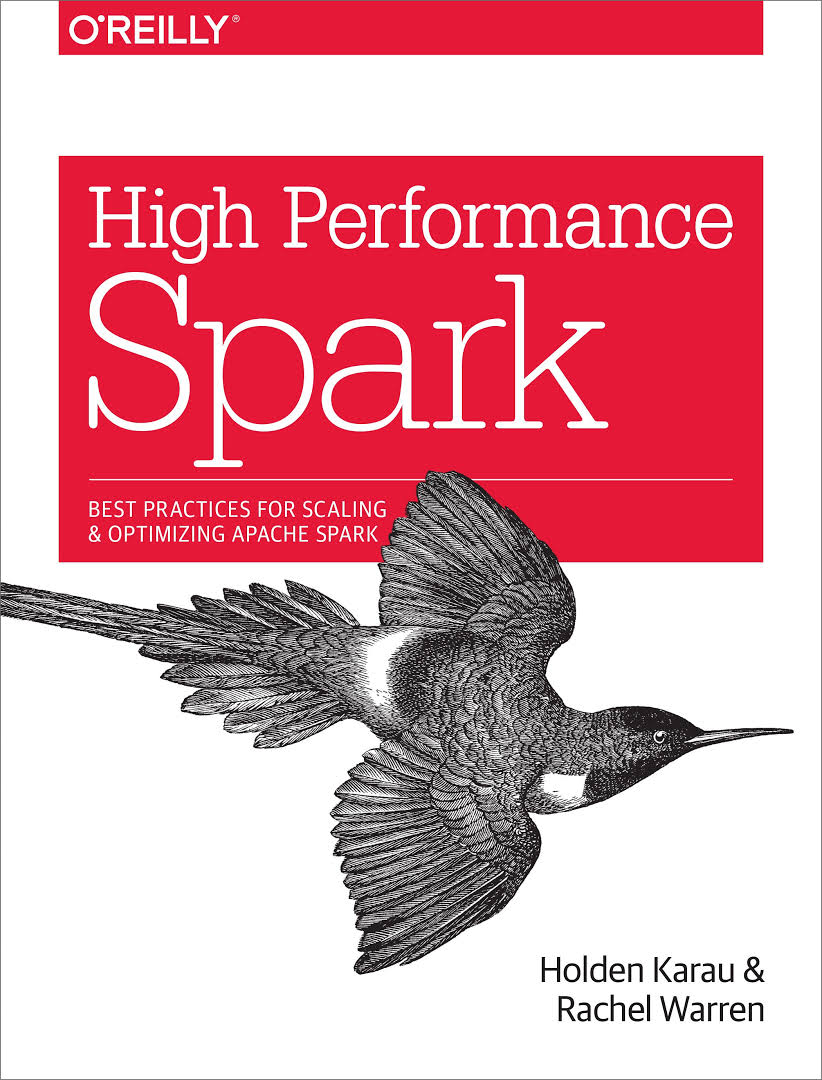 O'REILLY®
High Performance
Spark
BEST PRACTICES FOR SCALING
& OPTIMIZING APACHE SPARK
Holden Karau &
Rachel Warren